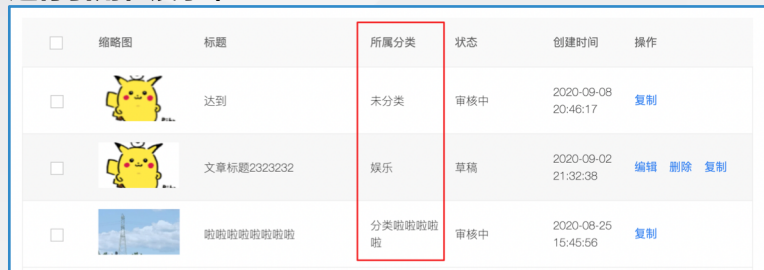 缩略图 标题 所属分类 状态 创建时间 操作
达到 未分类 审核中 2020-09-08 20:46:17 复制
文章标题2323232 娱乐 草稿 2020-09-02 21:32:38 编辑 删除 复制
啦啦啦啦啦啦啦啦 分类啦啦啦啦啦 审核中 2020-08-25 15:45:56 复制